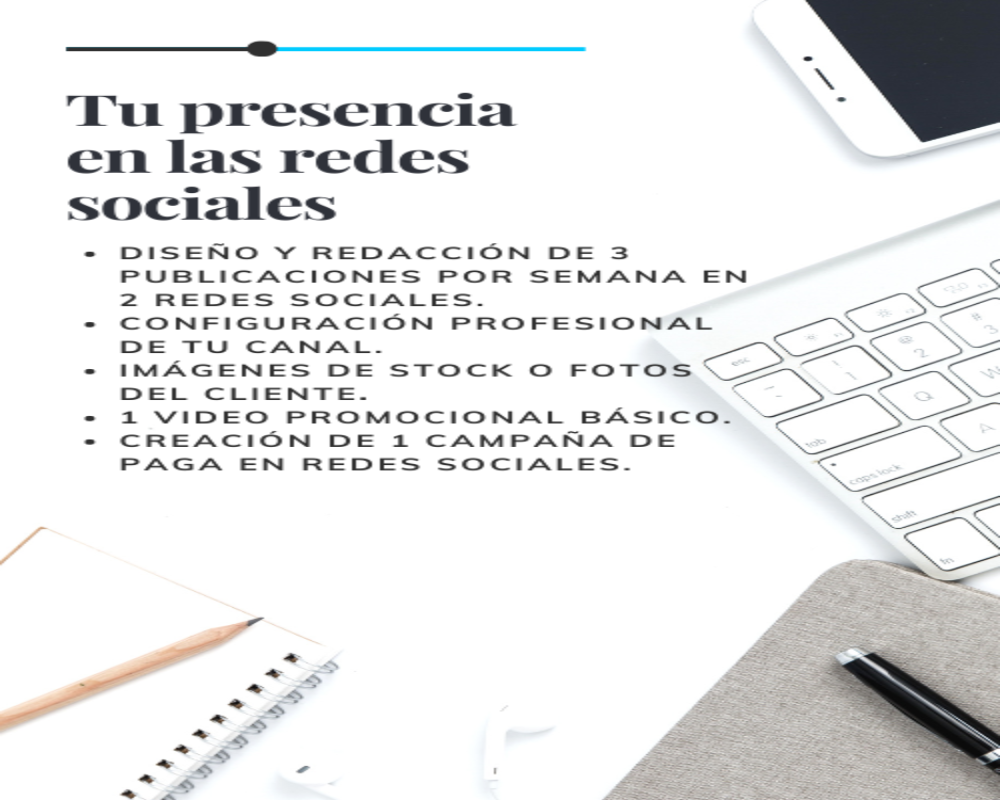 Tu presencia
en las redes
sociales
• DISEÑO Y REDACCIÓN DE 3
PUBLICACIONES POR SEMANA EN
2 REDES SOCIALES.
• CONFIGURACIÓN PROFESIONAL
DE TU CANAL.
• IMÁGENES DE STOCK O FOTOS
DEL CLIENTE.
• 1 VIDEO PROMOCIONAL BÁSICO.
• CREACIÓN DE 1 CAMPAÑA DE
PAGA EN REDES SOCIALES.
esc
! 1
@ 2
# 3
tab
Q
W
caps lock
A
shift
fn